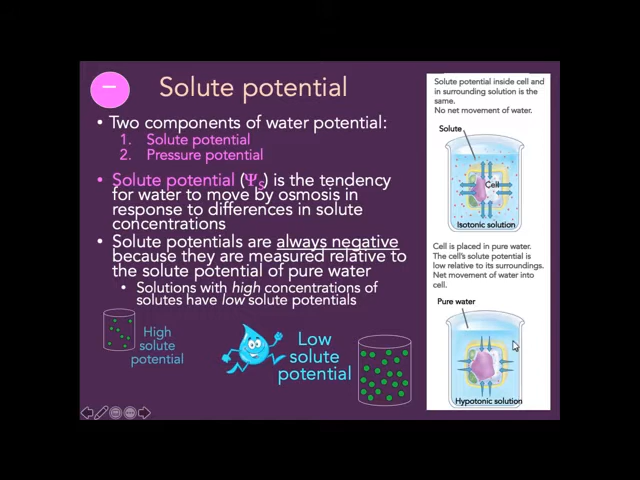 Solute potential
• Two components of water potential:
1. Solute potential
2. Pressure potential
• Solute potential (Ψs) is the tendency
for water to move by osmosis in
response to differences in solute
concentrations
• Solute potentials are always negative
because they are measured relative to
the solute potential of pure water
• Solutions with high concentrations of
solutes have low solute potentials
High
solute
potential
Low
solute
potential
Solute potential inside cell and
in surrounding solution is the
same.
No net movement of water.
Solute
Cell
Isotonic solution
Cell is placed in pure water.
The cell's solute potential is
low relative to its surroundings.
Net movement of water into
cell.
Pure water
Hypotonic solution